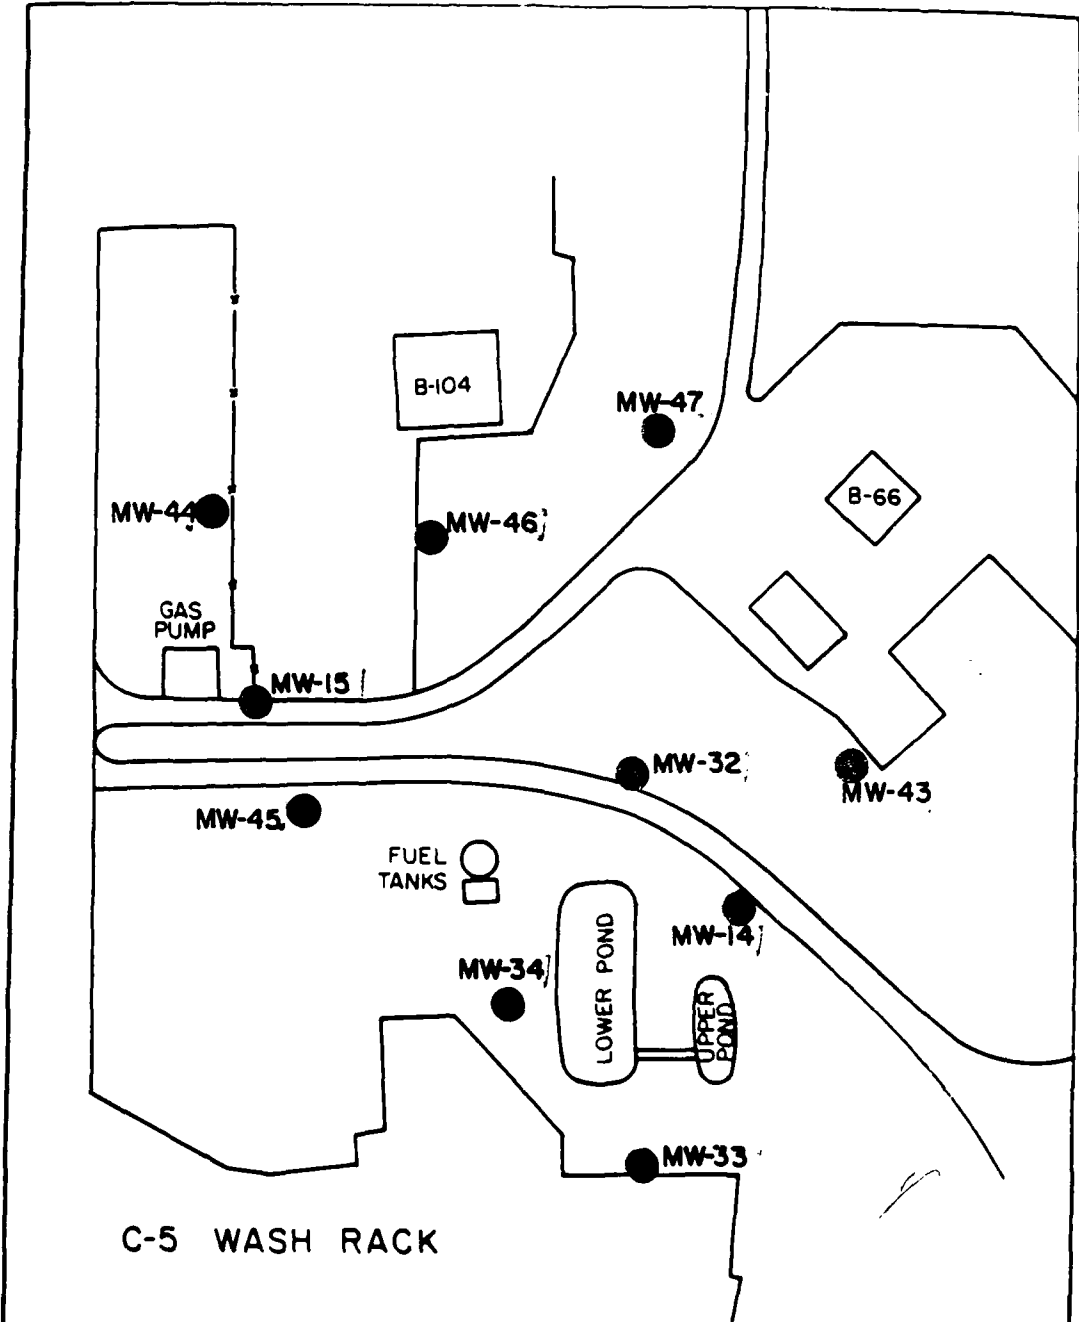 B-104
MW-47
B-66
MW-44
MW-46
GAS
PUMP
MW-15
MW-32
MW-43
MW-45
FUEL
TANKS
MW-14
MW-34
LOWER POND
UPPER
POND
MW-33
C-5 WASH RACK